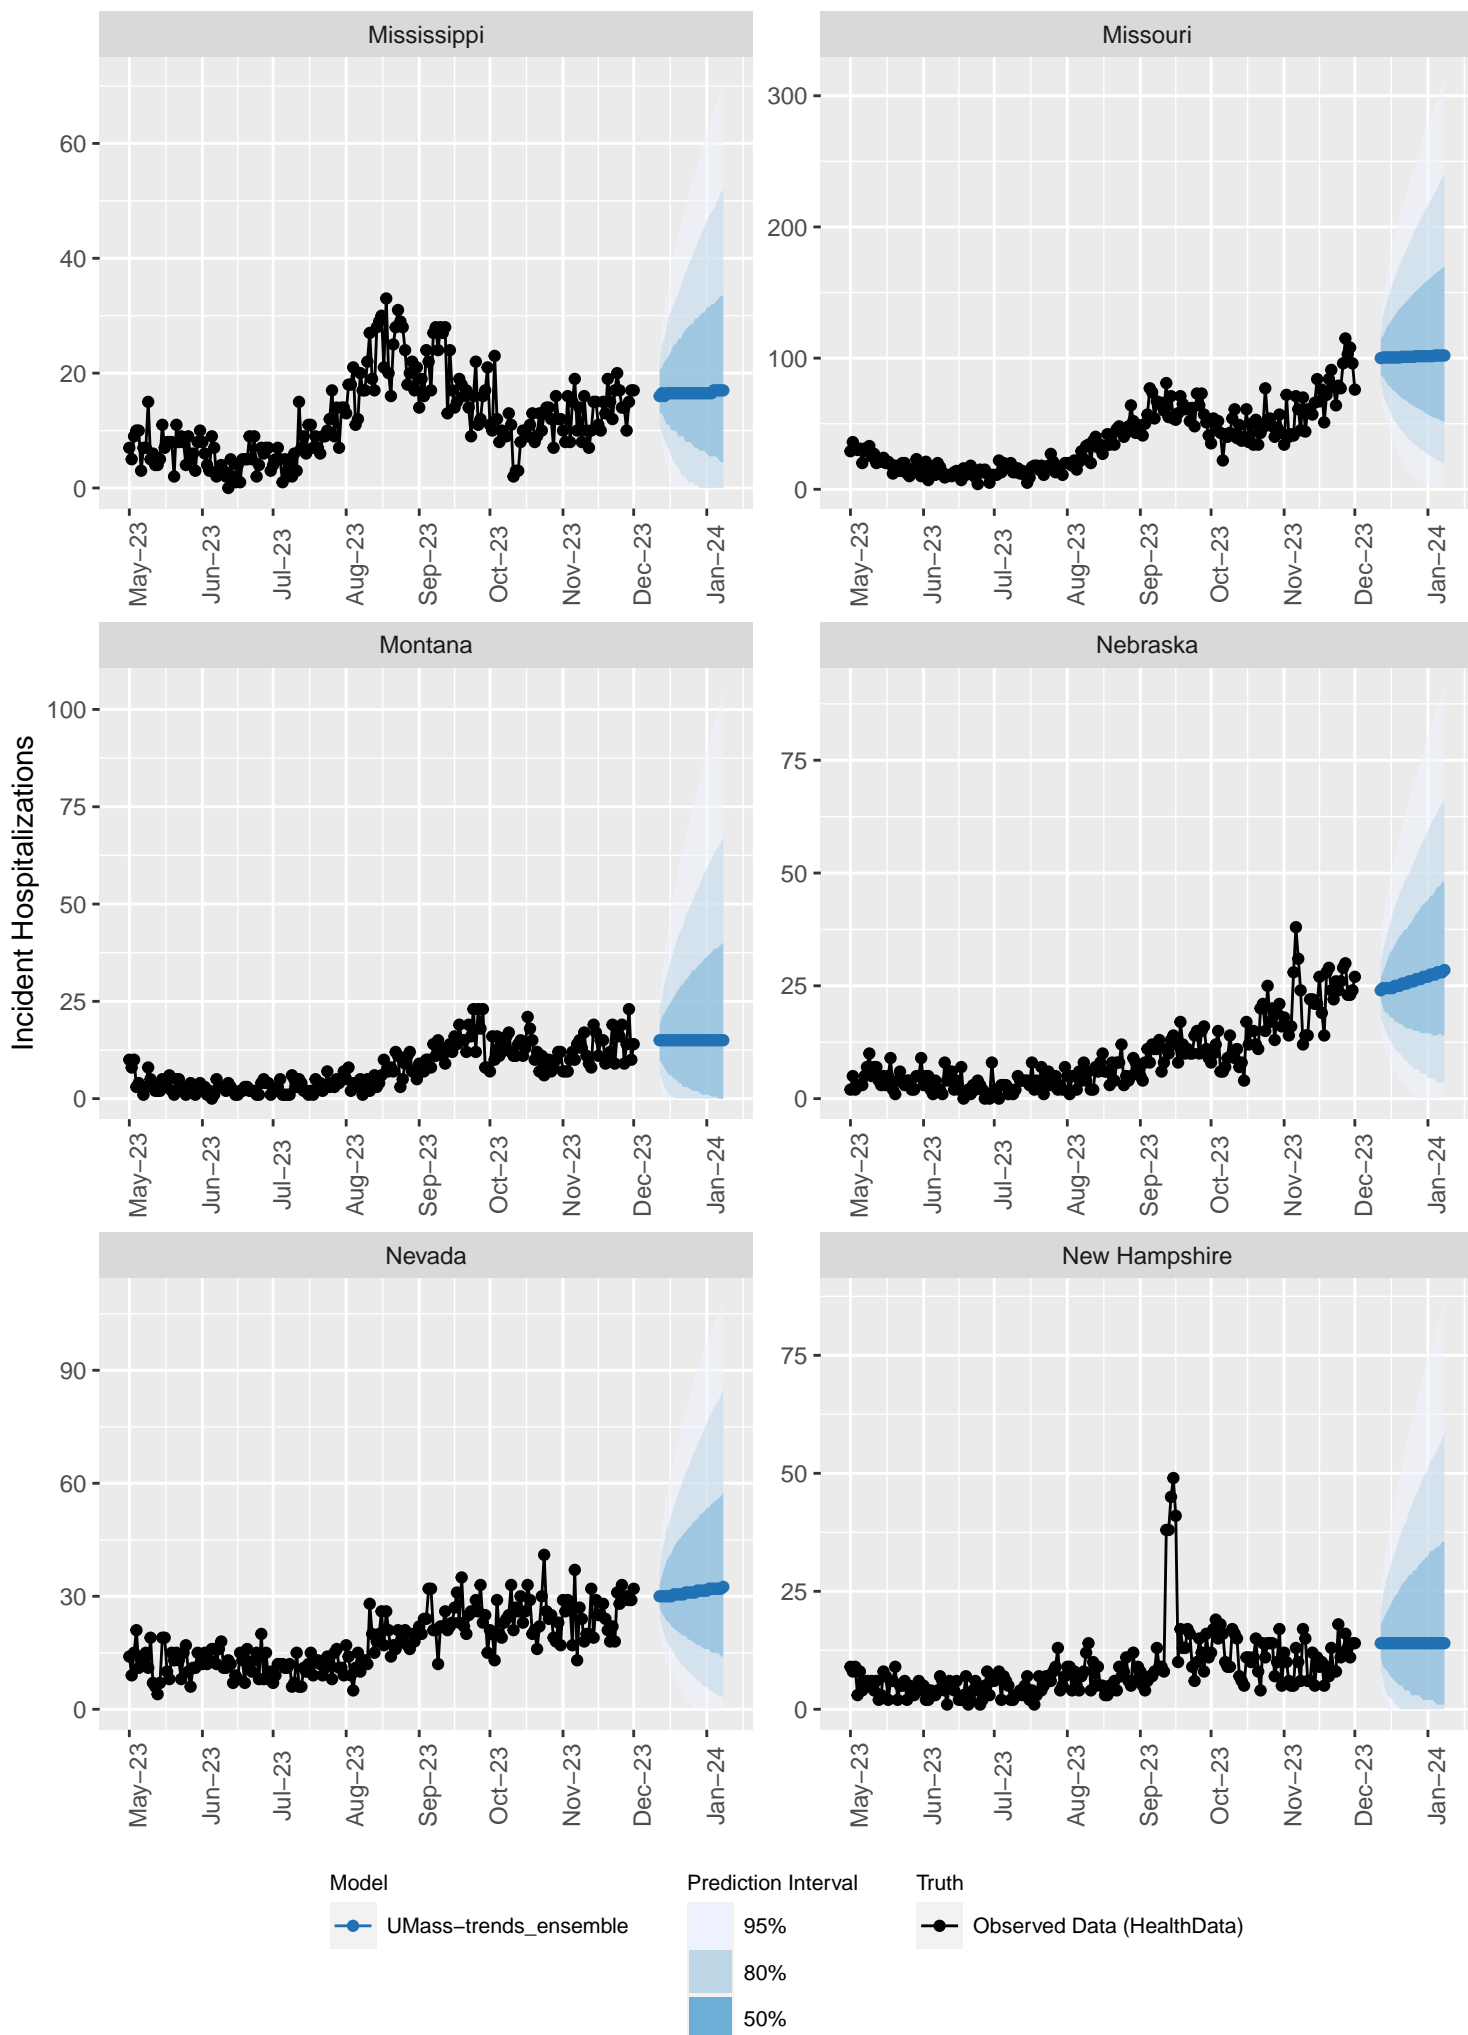 Mississippi
Missouri
60
40
20
0
300
200
100
0
May−23
Jun−23
Jul−23
Aug−23
Sep−23
Oct−23
Nov−23
Dec−23
Jan−24
May−23
Jun−23
Jul−23
Aug−23
Sep−23
Oct−23
Nov−23
Dec−23
Jan−24
Montana
Nebraska
Incident Hospitalizations
100
75
50
25
0
75
50
25
0
May−23
Jun−23
Jul−23
Aug−23
Sep−23
Oct−23
Nov−23
Dec−23
Jan−24
May−23
Jun−23
Jul−23
Aug−23
Sep−23
Oct−23
Nov−23
Dec−23
Jan−24
Nevada
New Hampshire
90
60
30
0
75
50
25
0
May−23
Jun−23
Jul−23
Aug−23
Sep−23
Oct−23
Nov−23
Dec−23
Jan−24
May−23
Jun−23
Jul−23
Aug−23
Sep−23
Oct−23
Nov−23
Dec−23
Jan−24
Model
UMass−trends_ensemble
Prediction Interval
95%
80%
50%
Truth
Observed Data (HealthData)